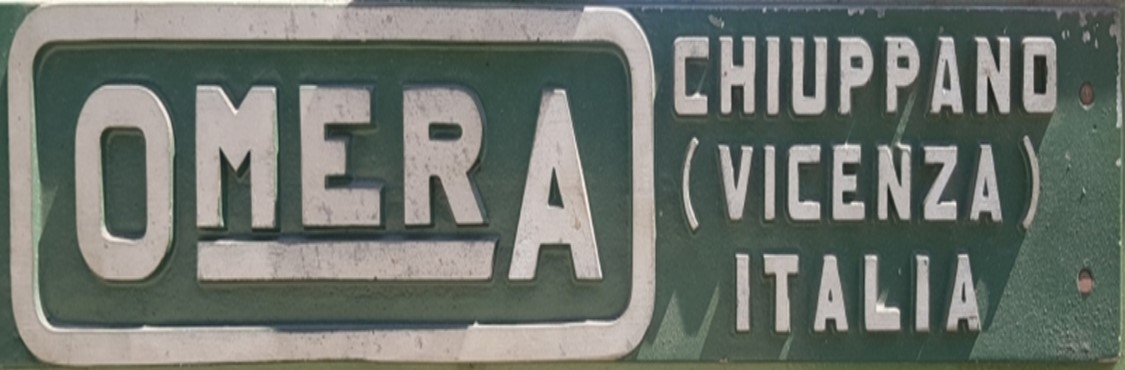 OMERA
CHIUPPANO
(VICENZA)
ITALIA